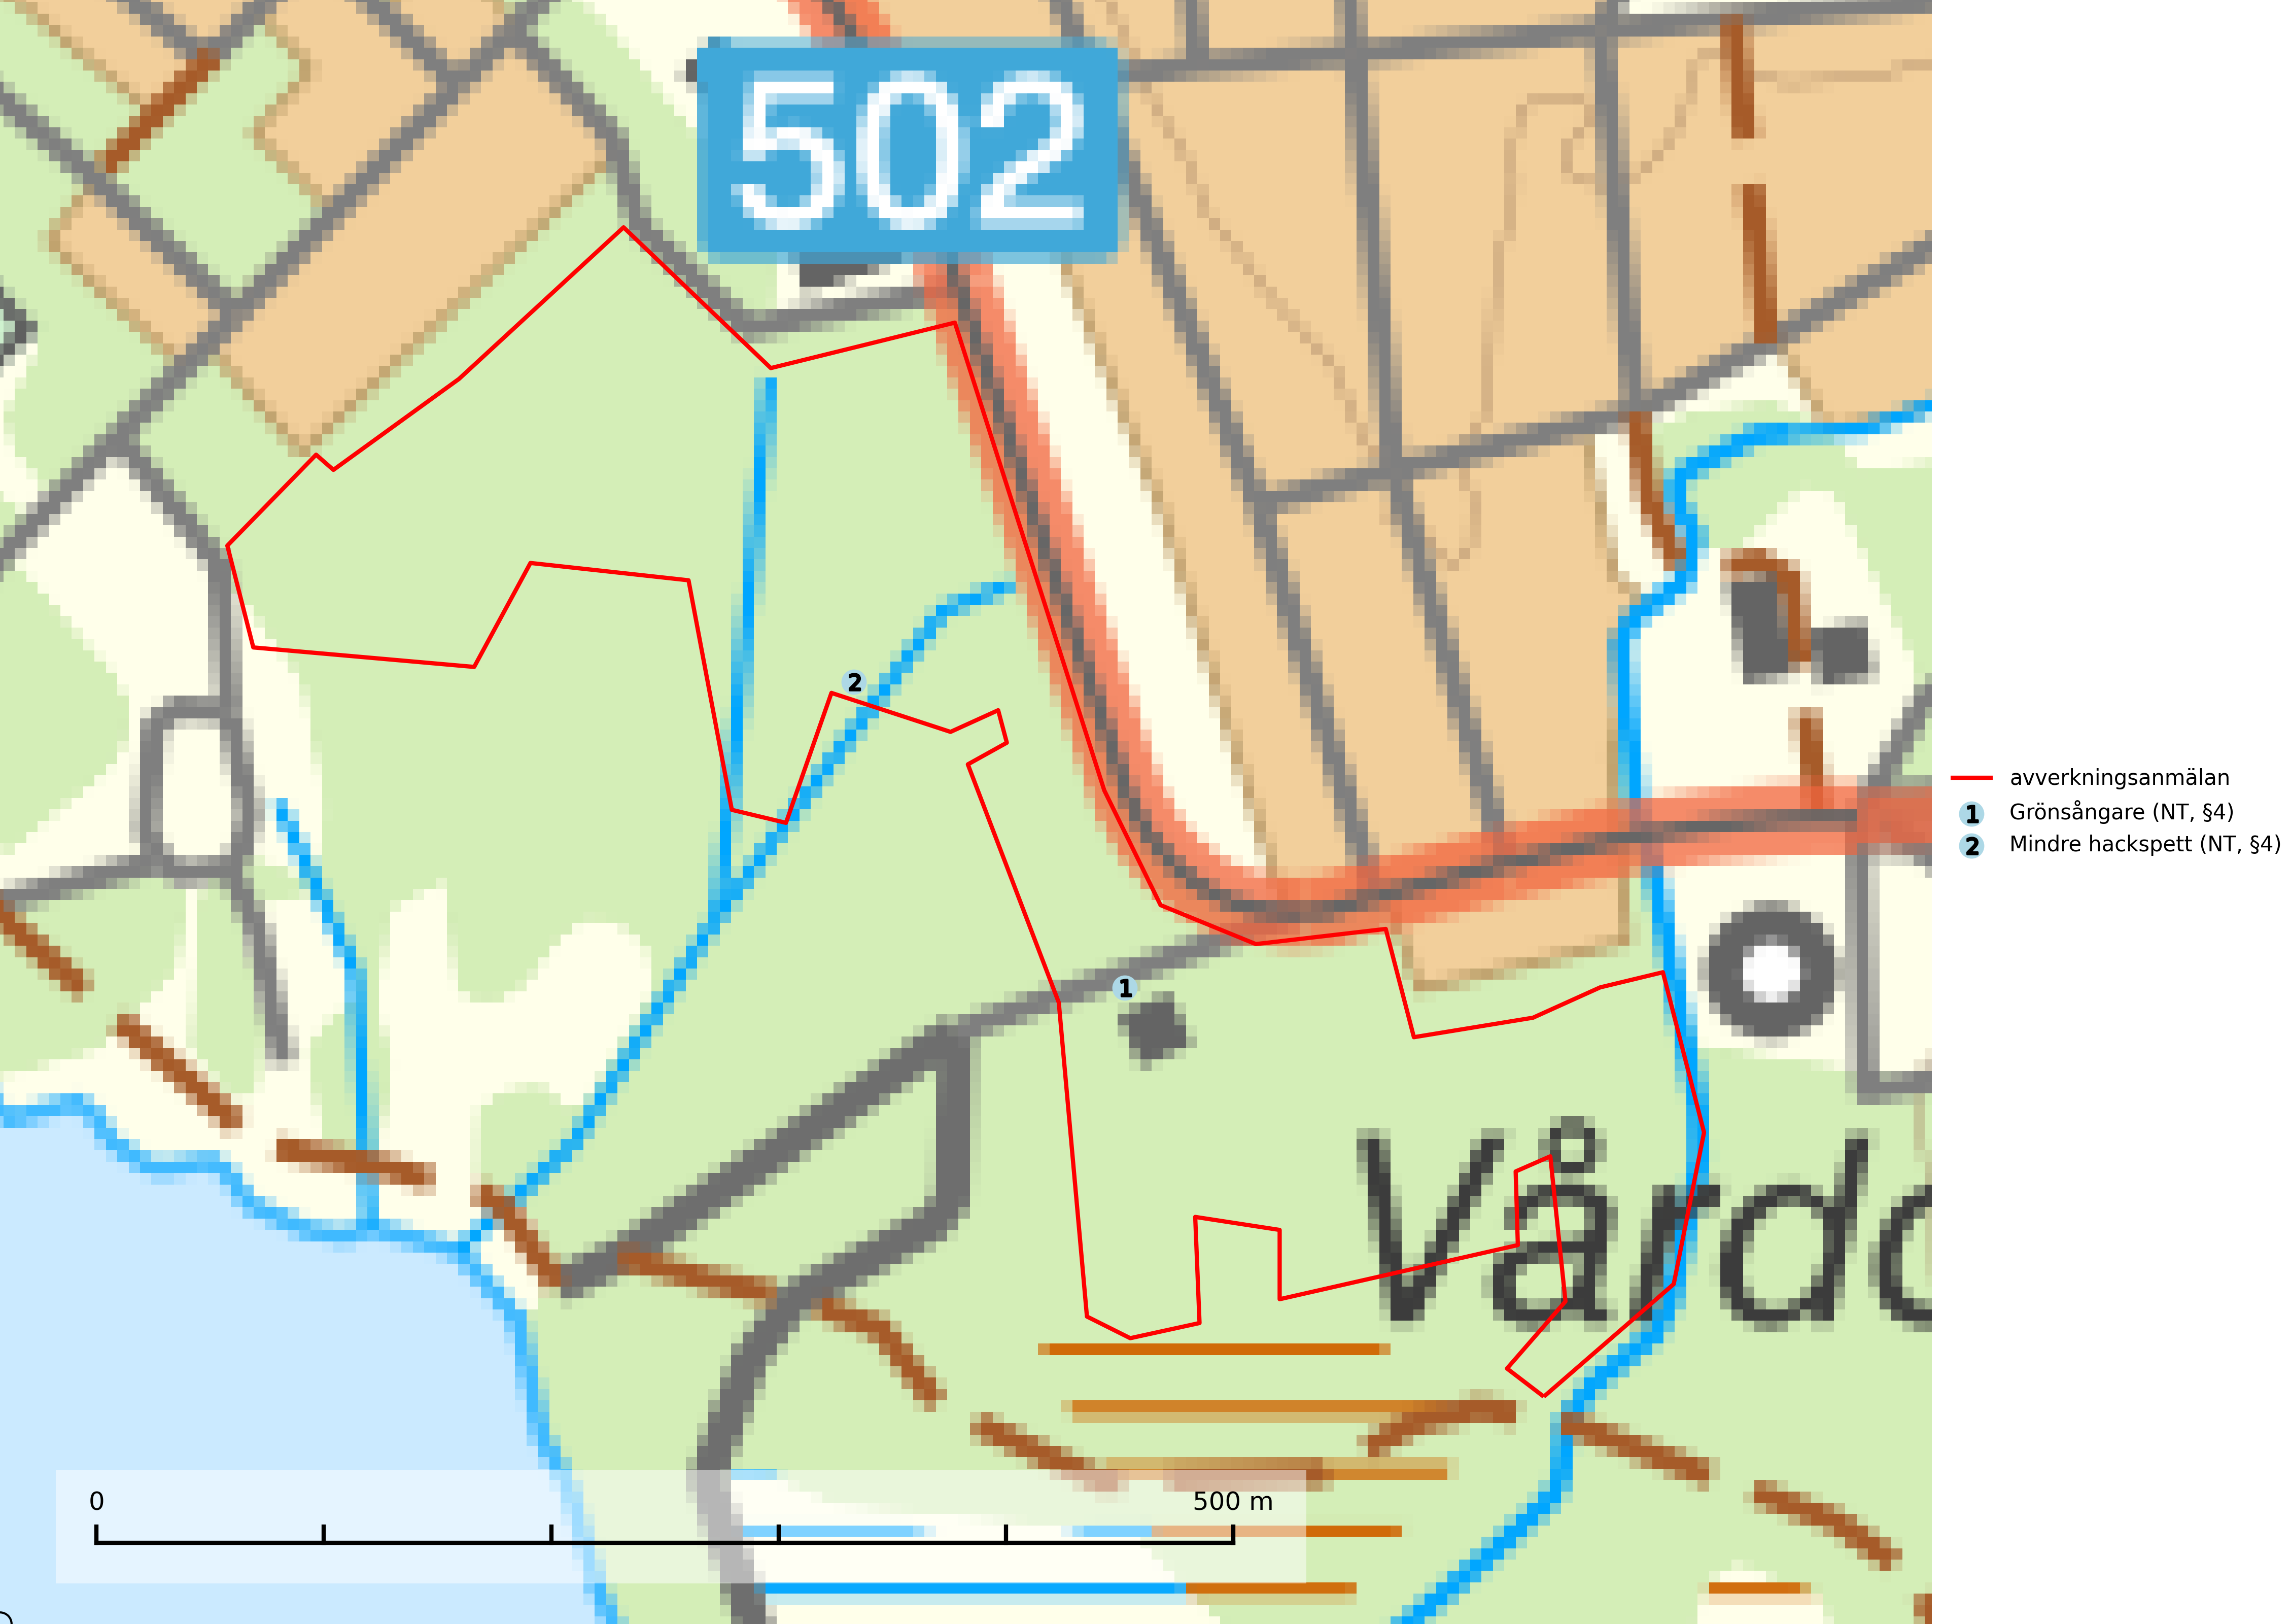 502
2
avverkningsanmälan
1 Grönsångare (NT, §4)
2 Mindre hackspett (NT, §4)
1
Vård
0 500 m